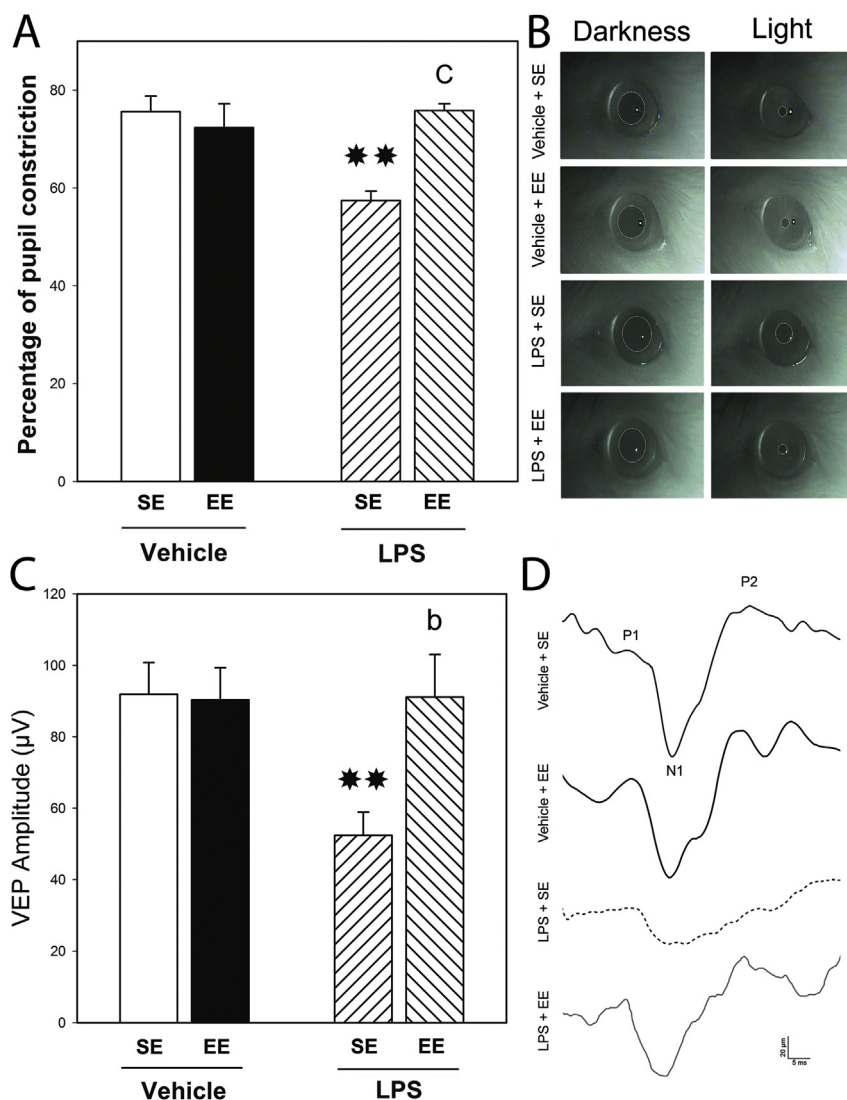 A
Percentage of pupil constriction
80
60
40
20
0
✷✷
C
SE EE SE EE
Vehicle LPS
B
Darkness Light
Vehicle + SE
Vehicle + EE
LPS + SE
LPS + EE
C
VEP Amplitude (µV)
120
100
80
60
40
20
0
✷✷
b
SE EE SE EE
Vehicle LPS
D
P1
P2
N1
Vehicle + SE
Vehicle + EE
LPS + SE
LPS + EE
20 µm
5 ms